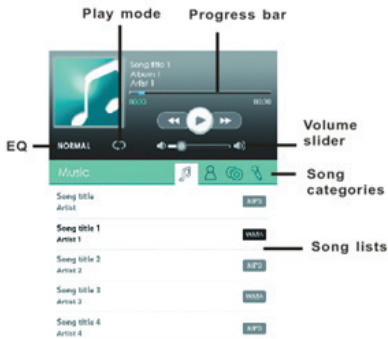 Play mode
Progress bar
Song title 1
Album 1
Artist 1
00:00
00:00
EQ
NORMAL
Volume
slider
Music
Song
categories
Song title
Artist
MP3
Song title 1
Artist 1
WMA
Song lists
Song title 2
Artist 2
MP3
Song title 3
Artist 3
WMA
Song title 4
Artist 4
MP3